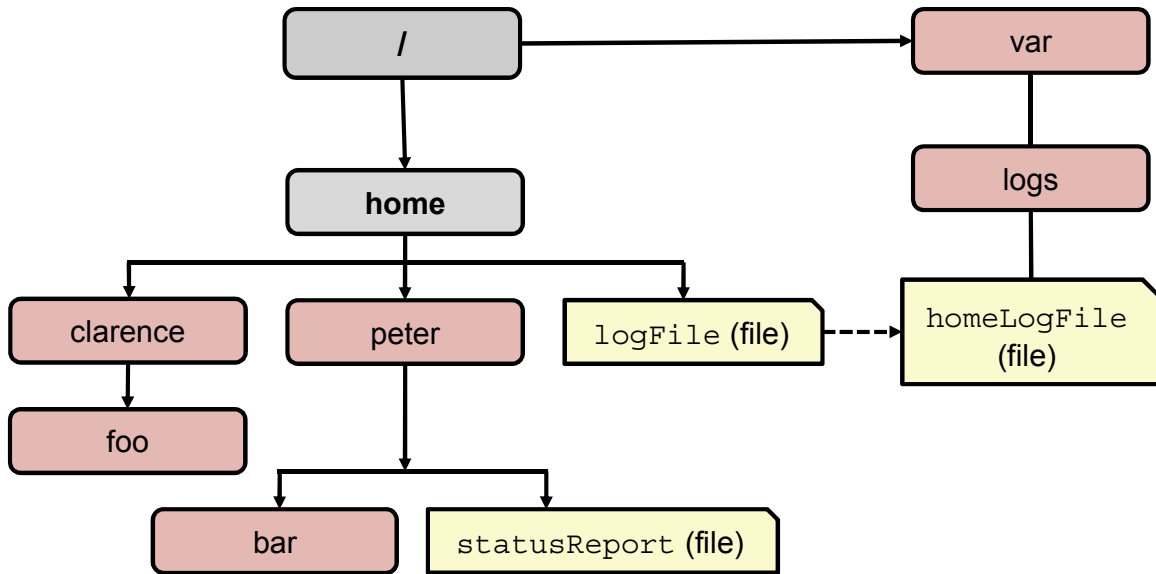 /
var
home
logs
clarence
peter
logFile (file)
homeLogFile
(file)
foo
bar
statusReport (file)